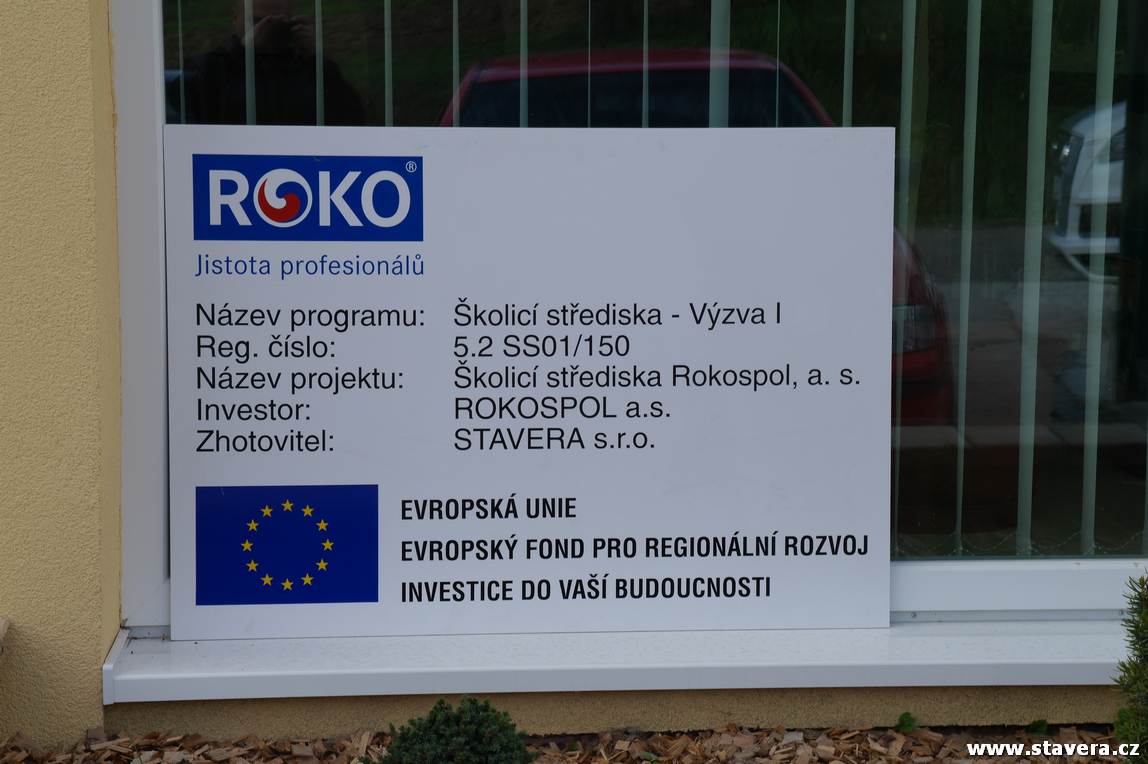 ROKO®
Jistota profesionálů
Název programu: Školicí střediska - Výzva I
Reg. číslo: 5.2 SS01/150
Název projektu: Školicí střediska Rokospol, a. s.
Investor: ROKOSPOL a.s.
Zhotovitel: STAVERA s.r.o.
EVROPSKÁ UNIE
EVROPSKÝ FOND PRO REGIONÁLNÍ ROZVOJ
INVESTICE DO VAŠÍ BUDOUCNOSTI
www.stavera.cz